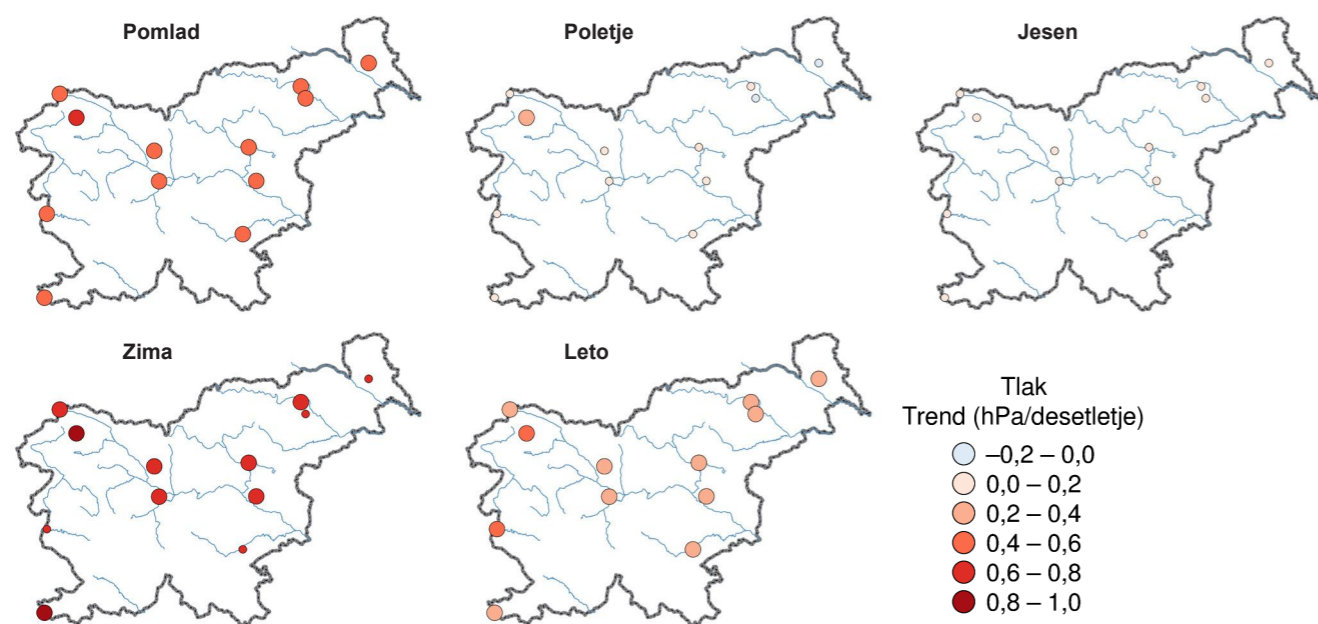 Pomlad
Poletje
Jesen
Zima
Leto
Tlak
Trend (hPa/desetletje)
–0,2 – 0,0
0,0 – 0,2
0,2 – 0,4
0,4 – 0,6
0,6 – 0,8
0,8 – 1,0